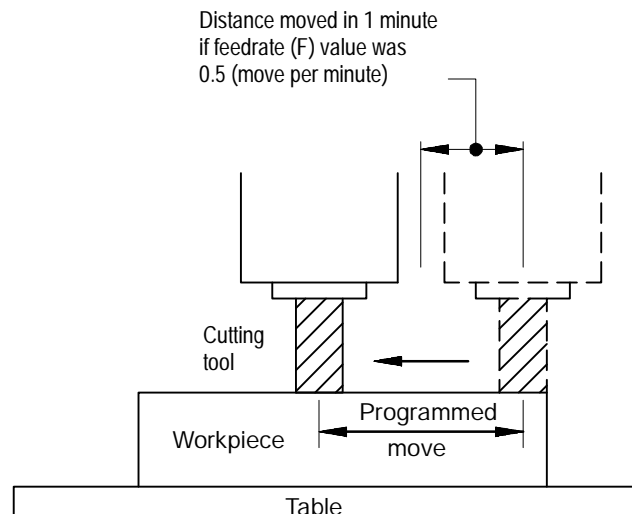 Distance moved in 1 minute
if feedrate (F) value was
0.5 (move per minute)
Cutting
tool
Programmed
move
Workpiece
Table